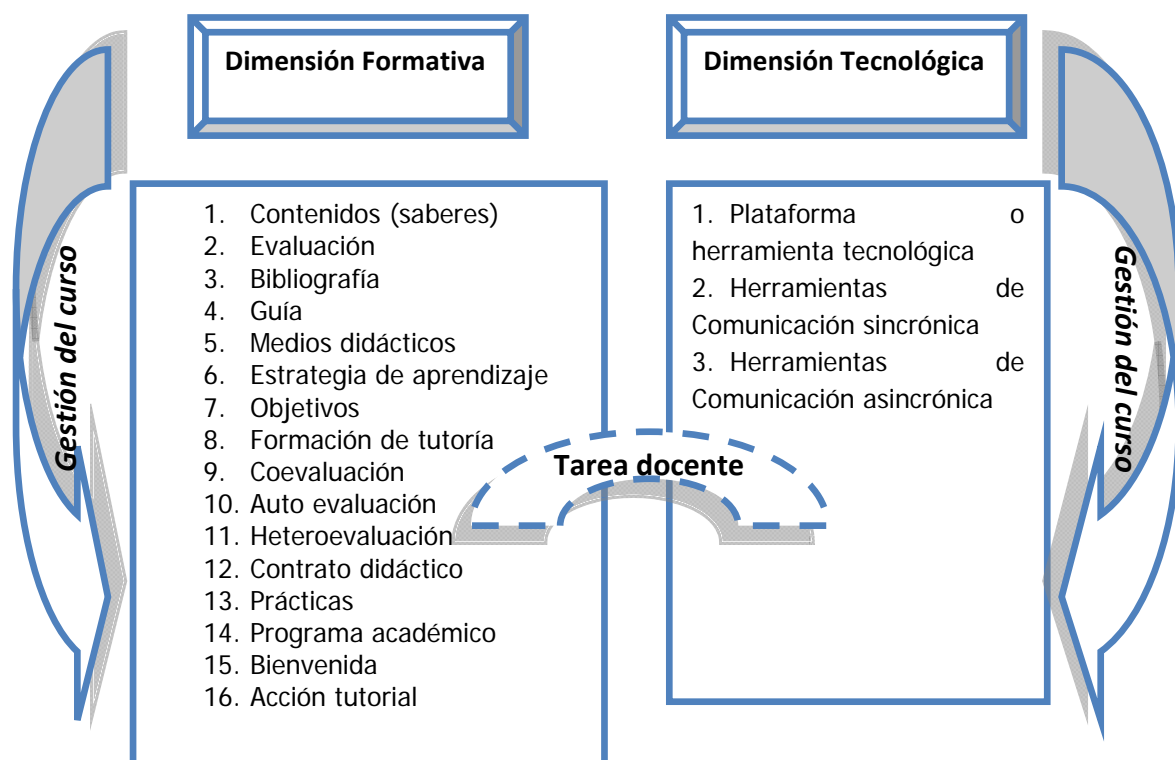 Dimensión Formativa
Dimensión Tecnológica
Gestión del curso
1. Contenidos (saberes)
2. Evaluación
3. Bibliografía
4. Guía
5. Medios didácticos
6. Estrategia de aprendizaje
7. Objetivos
8. Formación de tutoría
9. Coevaluación
10. Auto evaluación
11. Heteroevaluación
12. Contrato didáctico
13. Prácticas
14. Programa académico
15. Bienvenida
16. Acción tutorial
Tarea docente
1. Plataforma o
herramienta tecnológica
2. Herramientas de
Comunicación sincrónica
3. Herramientas de
Comunicación asincrónica
Gestión del curso